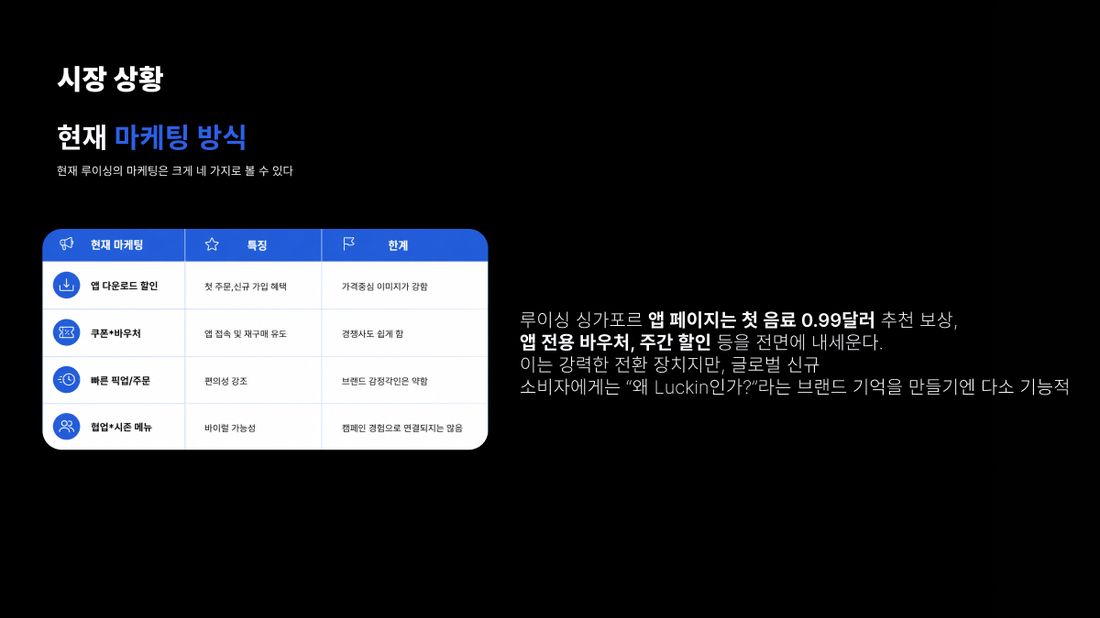 시장 상황
현재 마케팅 방식
현재 루이싱의 마케팅은 크게 네 가지로 볼 수 있다
현재 마케팅 특징 한계
앱 다운로드 할인 첫 주문,신규 가입 혜택 가격중심 이미지가 강함
쿠폰*바우처 앱 접속 및 재구매 유도 경쟁사도 쉽게 함
빠른 픽업/주문 편의성 강조 브랜드 감정각인은 약함
협업*시즌 메뉴 바이럴 가능성 캠페인 경험으로 연결되지는 않음
루이싱 싱가포르 앱 페이지는 첫 음료 0.99달러 추천 보상,
앱 전용 바우처, 주간 할인 등을 전면에 내세운다.
이는 강력한 전환 장치지만, 글로벌 신규
소비자에게는 “왜 Luckin인가?”라는 브랜드 기억을 만들기엔 다소 기능적